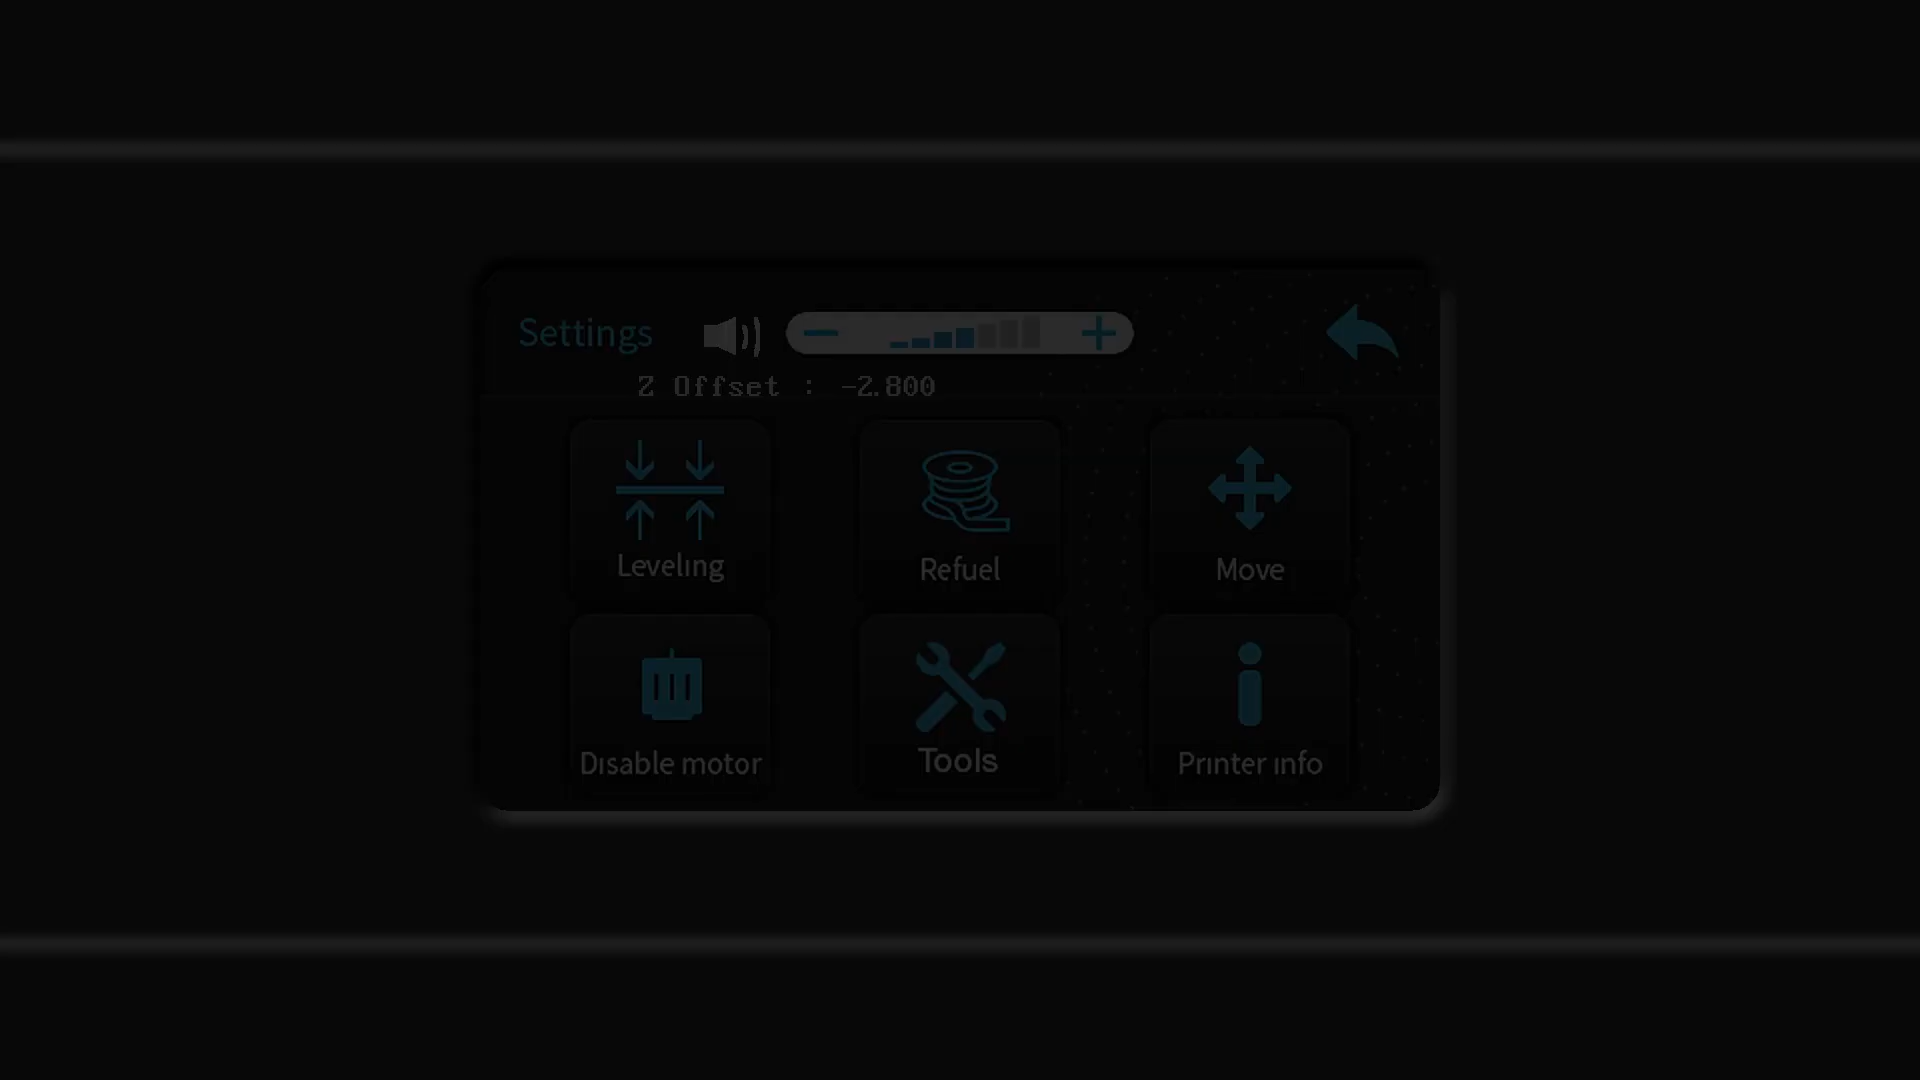 Settings
Z Offset : -2.800
Leveling
Refuel
Move
Disable motor
Tools
Printer info